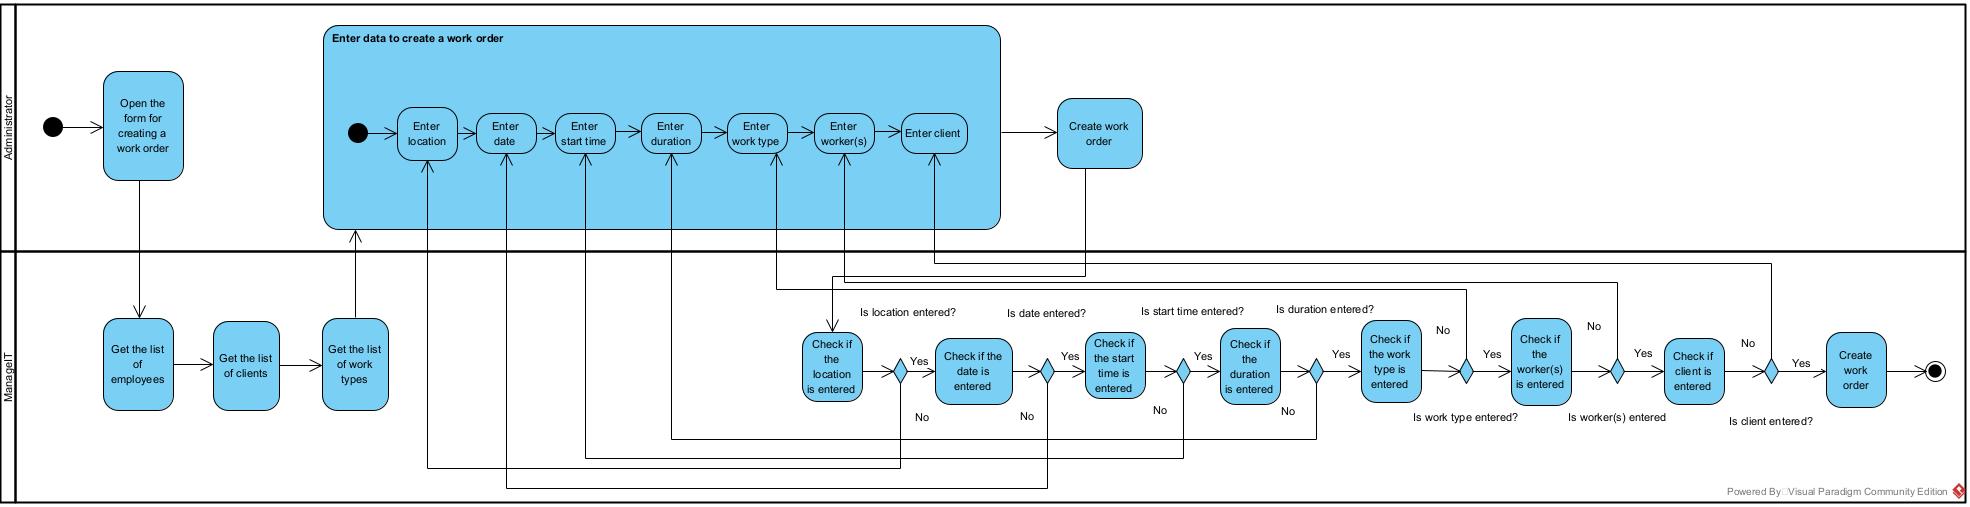 Administrator
Open the
form for
creating a
work order
Enter data to create a work order
Enter
location
Enter
date
Enter
start time
Enter
duration
Enter
work type
Enter
worker(s)
Enter client
Create work
order
ManageIT
Get the list
of
employees
Get the list
of clients
Get the list
of work
types
Check if
the
location
is entered
Is location entered?
Yes
No
Check if the
date is
entered
Is date entered?
Yes
No
Check if
the start
time is
entered
Is start time entered?
Yes
No
Check if
the
duration
is entered
Is duration entered?
Yes
No
Check if
the work
type is
entered
Is work type entered?
Yes
No
Check if
the
worker(s)
is entered
Is worker(s) entered
Yes
No
Check if
client is
entered
Is client entered?
Yes
No
Create
work
order
Powered By Visual Paradigm Community Edition